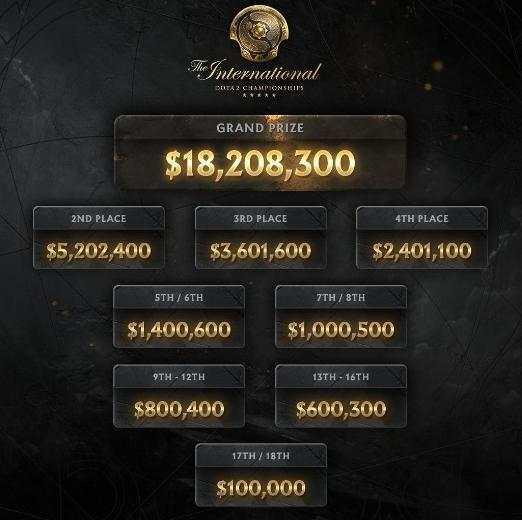 The International
DOTA 2 CHAMPIONSHIPS
GRAND PRIZE
$18,208,300
2ND PLACE
$5,202,400
3RD PLACE
$3,601,600
4TH PLACE
$2,401,100
5TH / 6TH
$1,400,600
7TH / 8TH
$1,000,500
9TH - 12TH
$800,400
13TH - 16TH
$600,300
17TH / 18TH
$100,000